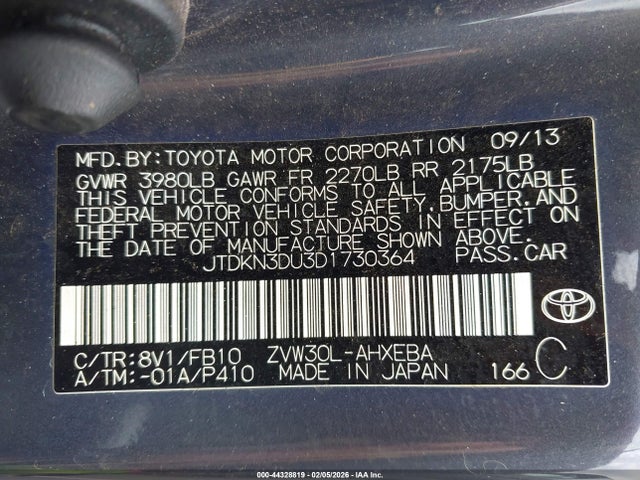 MFD.BY:TOYOTA MOTOR CORPORATION 09/13
GVWR 3980LB GAWR FR 2270LB RR 2175LB
THIS VEHICLE CONFORMS TO ALL APPLICABLE
FEDERAL MOTOR VEHICLE SAFETY,BUMPER,AND
THEFT PREVENTION STANDARDS IN EFFECT ON
THE DATE OF MANUFACTURE SHOWN ABOVE.
JTDKN3DU3D1730364 PASS.CAR
C/TR:8V1/FB10 ZVW30L-AHXEBA
A/TM:-01A/P410 MADE IN JAPAN 166 C
000-44328819 - 02/05/2026 - IAA Inc.